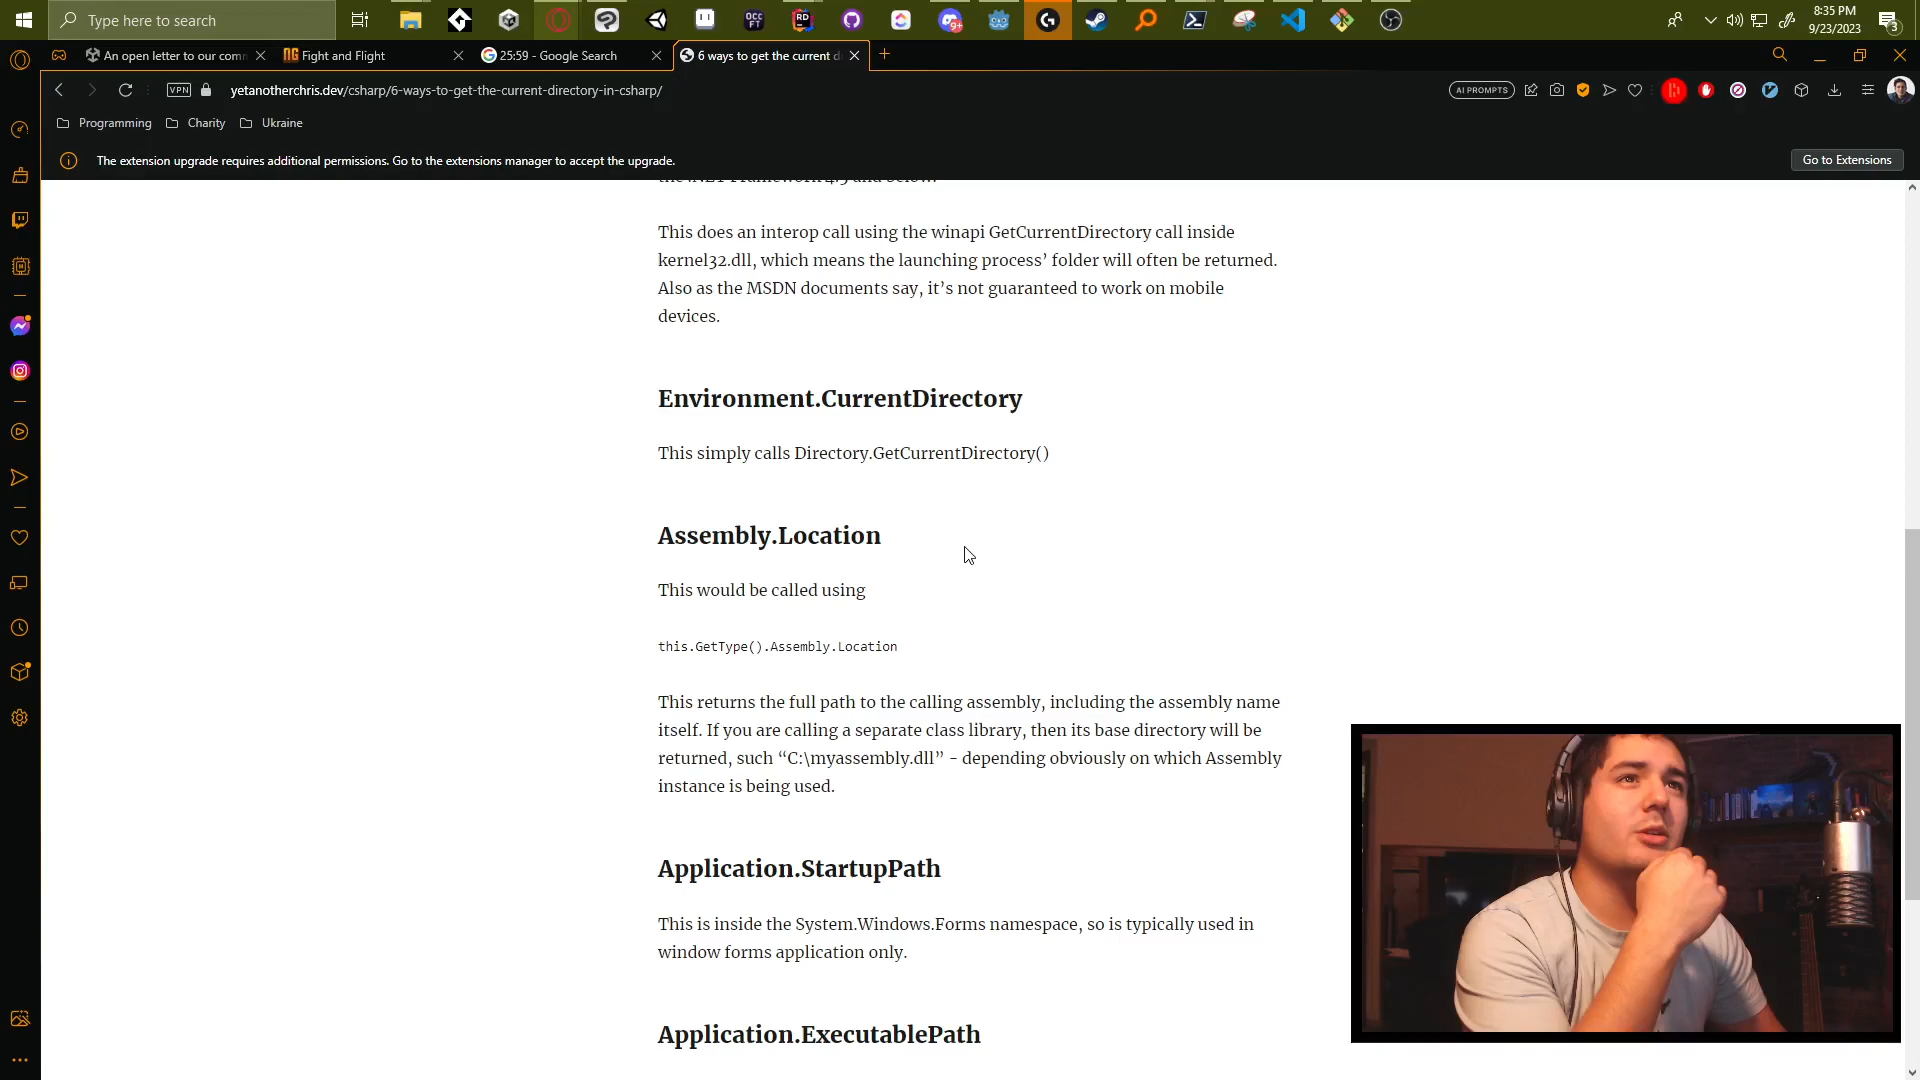 Type here to search
8:35 PM
9/23/2023
3
An open letter to our com
Fight and Flight
25:59 - Google Search
6 ways to get the current d
VPN
yetanotherchris.dev/csharp/6-ways-to-get-the-current-directory-in-csharp/
AI PROMPTS
Programming
Charity
Ukraine
The extension upgrade requires additional permissions. Go to the extensions manager to accept the upgrade.
Go to Extensions
This does an interop call using the winapi GetCurrentDirectory call inside
kernel32.dll, which means the launching process’ folder will often be returned.
Also as the MSDN documents say, it’s not guaranteed to work on mobile
devices.
Environment.CurrentDirectory
This simply calls Directory.GetCurrentDirectory()
Assembly.Location
This would be called using
this.GetType().Assembly.Location
This returns the full path to the calling assembly, including the assembly name
itself. If you are calling a separate class library, then its base directory will be
returned, such “C:\myassembly.dll” - depending obviously on which Assembly
instance is being used.
Application.StartupPath
This is inside the System.Windows.Forms namespace, so is typically used in
window forms application only.
Application.ExecutablePath